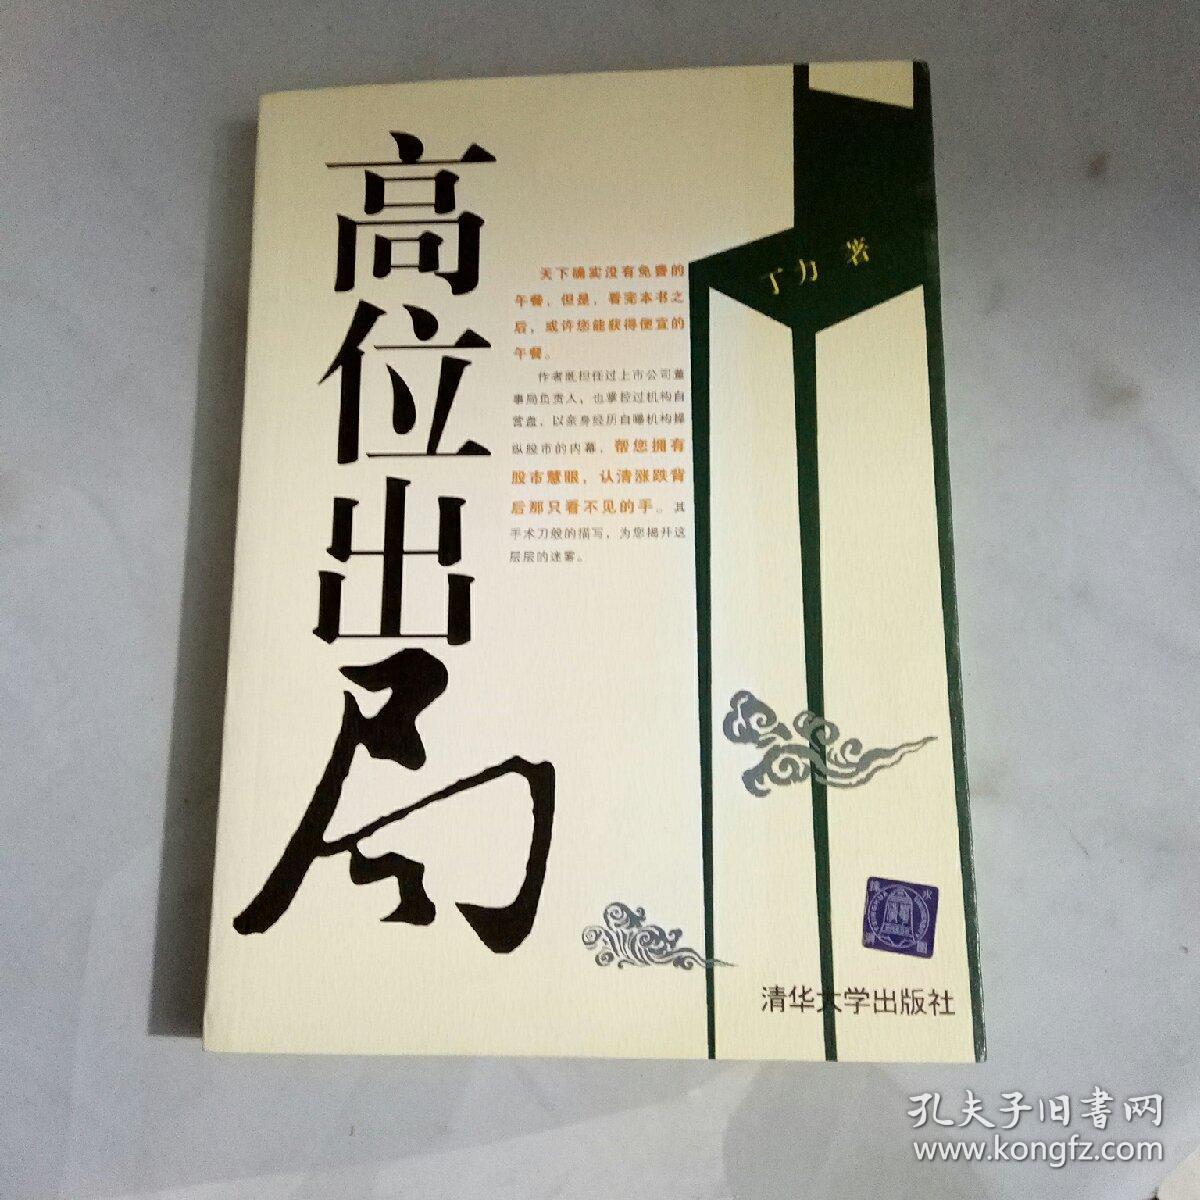 高位出局
丁力 著
天下确实没有免费的
午餐,但是,看完本书之
后,或许您能获得便宜的
午餐。
作者既担任过上市公司董
事局负责人,也掌控过机构自
营盘,以亲身经历自曝机构操
纵股市的内幕,帮您拥有
股市慧眼,认清涨跌背
后那只看不见的手。其
手术刀般的描写,为您揭开这
层层的迷雾。
清华大学出版社
孔夫子旧書网
www.kongfz.com